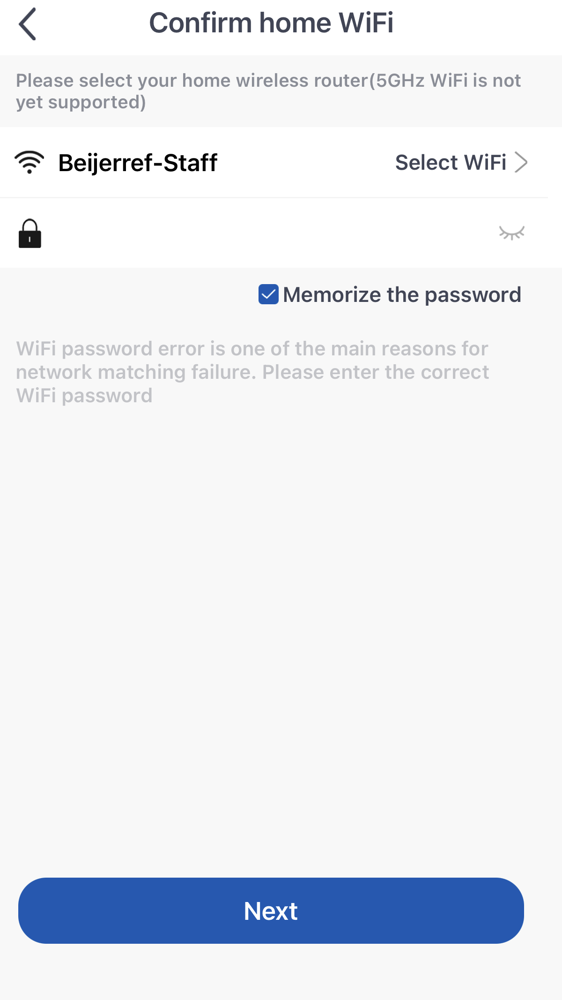 Confirm home WiFi
Please select your home wireless router(5GHz WiFi is not
yet supported)
Beijerref-Staff
Select WiFi
Memorize the password
WiFi password error is one of the main reasons for
network matching failure. Please enter the correct
WiFi password
Next